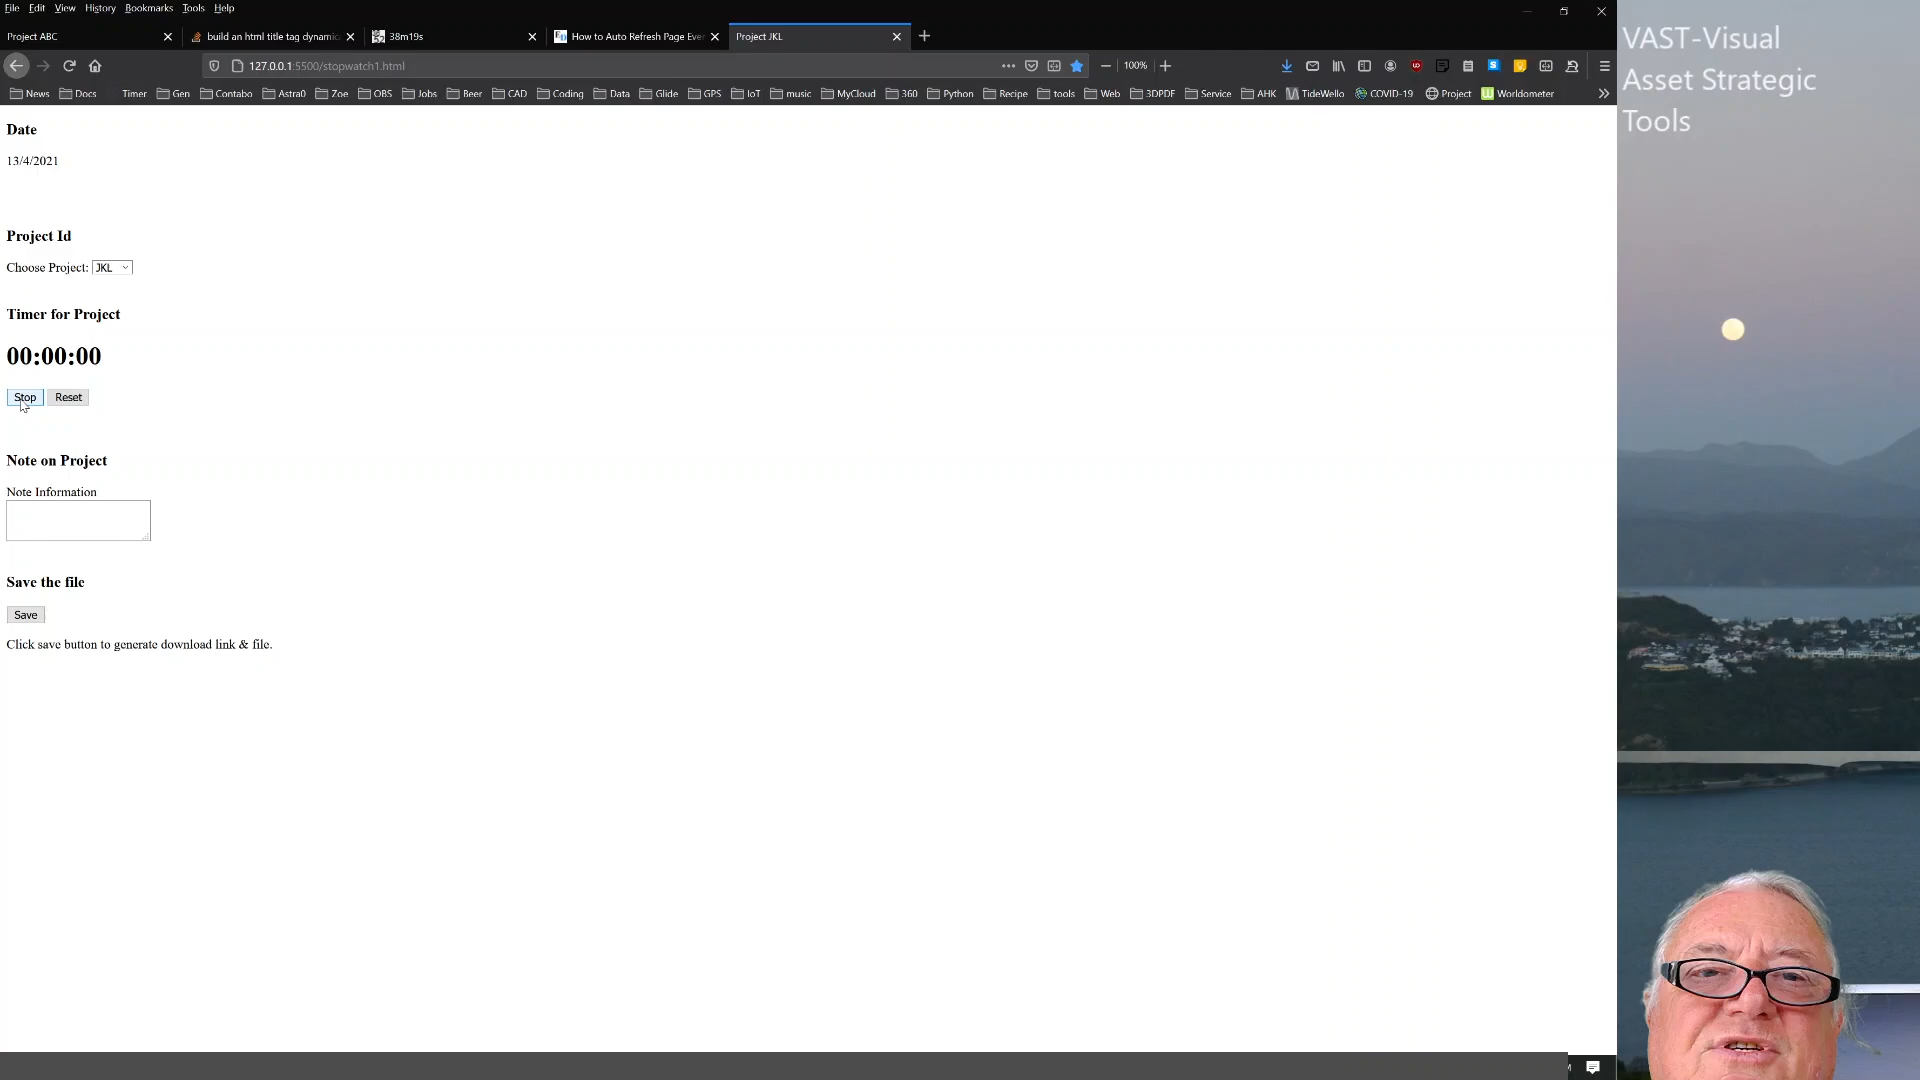 File Edit View History Bookmarks Tools Help
Project ABC
build an html title tag dynamic
38m19s
How to Auto Refresh Page Ever
Project JKL
127.0.0.1:5500/stopwatch1.html
100%
News Docs Timer Gen Contabo Astra0 Zoe OBS Jobs Beer CAD Coding Data Glide GPS IoT music MyCloud 360 Python Recipe tools Web 3DPDF Service AHK TideWello COVID-19 Project Worldometer
VAST-Visual
Asset Strategic
Tools
Date
13/4/2021
Project Id
Choose Project: JKL
Timer for Project
00:00:00
Stop Reset
Note on Project
Note Information
Save the file
Save
Click save button to generate download link & file.